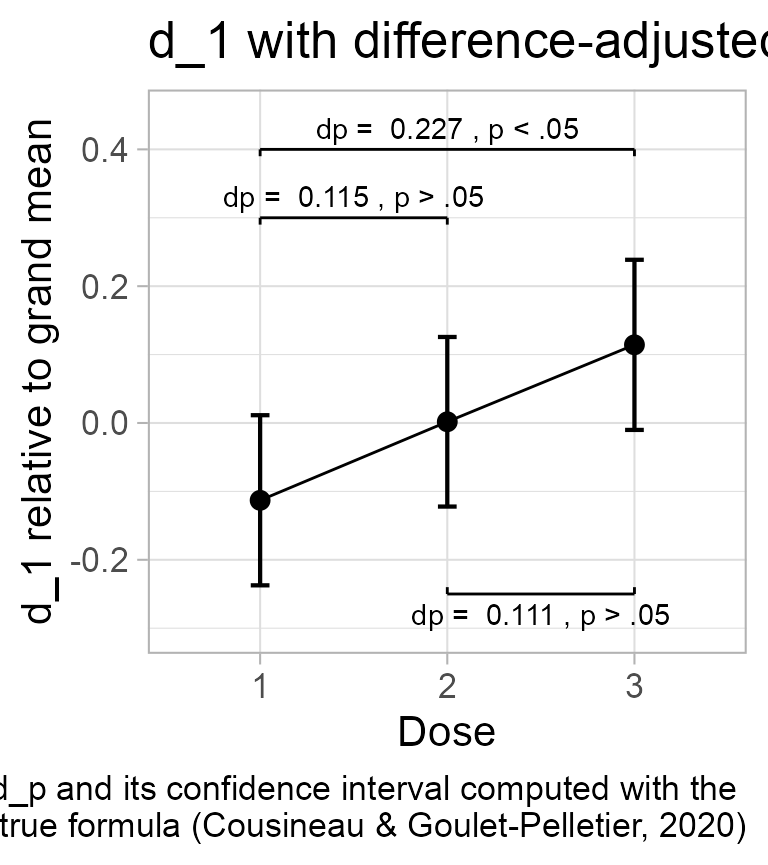 d_1 with difference-adjusted
d_1 relative to grand mean
0.4
0.2
0.0
-0.2
dp =  0.227 , p < .05
dp =  0.115 , p > .05
dp =  0.111 , p > .05
1 2 3
Dose
d_p and its confidence interval computed with the
true formula (Cousineau & Goulet-Pelletier, 2020)